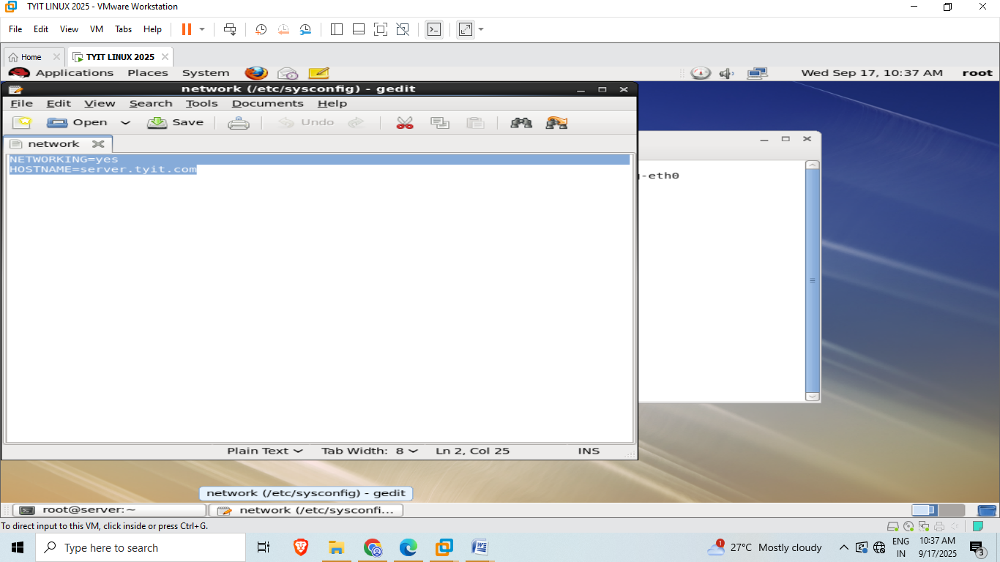 TYIT LINUX 2025 - VMware Workstation
File Edit View VM Tabs Help
Home TYIT LINUX 2025
Applications Places System Wed Sep 17, 10:37 AM root
network (/etc/sysconfig) - gedit
File Edit View Search Tools Documents Help
Open Save Undo
network
NETWORKING=yes
HOSTNAME=server.tyit.com
-eth0
Plain Text Tab Width: 8 Ln 2, Col 25 INS
network (/etc/sysconfig) - gedit
root@server:~ network (/etc/sysconfi...
To direct input to this VM, click inside or press Ctrl+G.
Type here to search 1 27°C Mostly cloudy ENG 10:37 AM
IN 9/17/2025 3